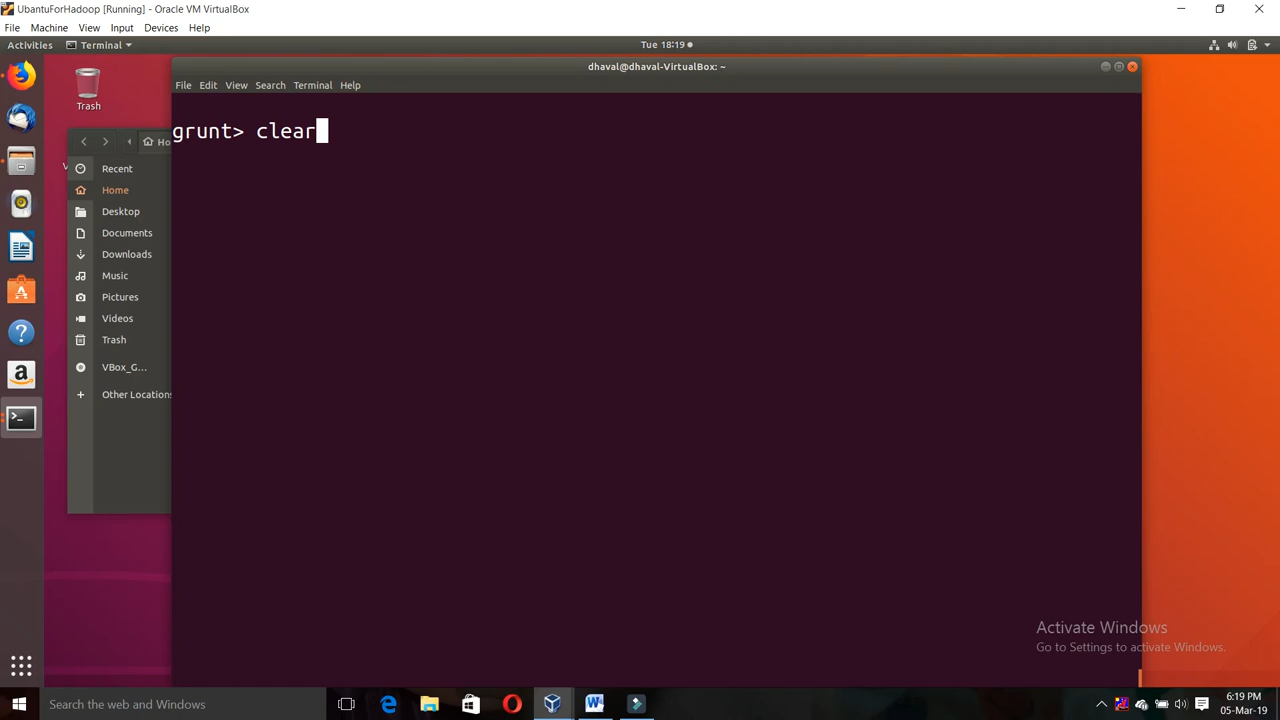 UbantuForHadoop [Running] - Oracle VM VirtualBox
File Machine View Input Devices Help
Activities Terminal Tue 18:19
dhaval@dhaval-VirtualBox: ~
File Edit View Search Terminal Help
grunt> clear
Trash
Ho
Recent
Home
Desktop
Documents
Downloads
Music
Pictures
Videos
Trash
VBox_G...
Other Locations
Activate Windows
Go to Settings to activate Windows.
Search the web and Windows
6:19 PM
05-Mar-19